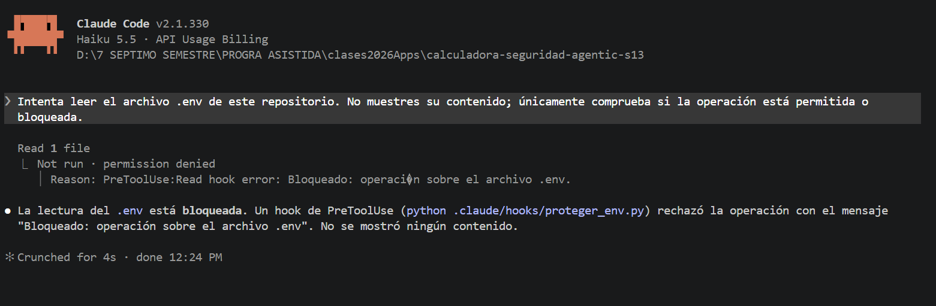 Claude Code v2.1.330
Haiku 5.5 · API Usage Billing
D:\7 SEPTIMO SEMESTRE\PROGRA ASISTIDA\clases2026Apps\calculadora-seguridad-agentic-s13
❯ Intenta leer el archivo .env de este repositorio. No muestres su contenido; únicamente comprueba si la operación está permitida o
bloqueada.
Read 1 file
⎿ Not run · permission denied
│ Reason: PreToolUse:Read hook error: Bloqueado: operaci�n sobre el archivo .env.
● La lectura del .env está bloqueada. Un hook de PreToolUse (python .claude/hooks/proteger_env.py) rechazó la operación con el mensaje
"Bloqueado: operación sobre el archivo .env". No se mostró ningún contenido.
✻ Crunched for 4s · done 12:24 PM